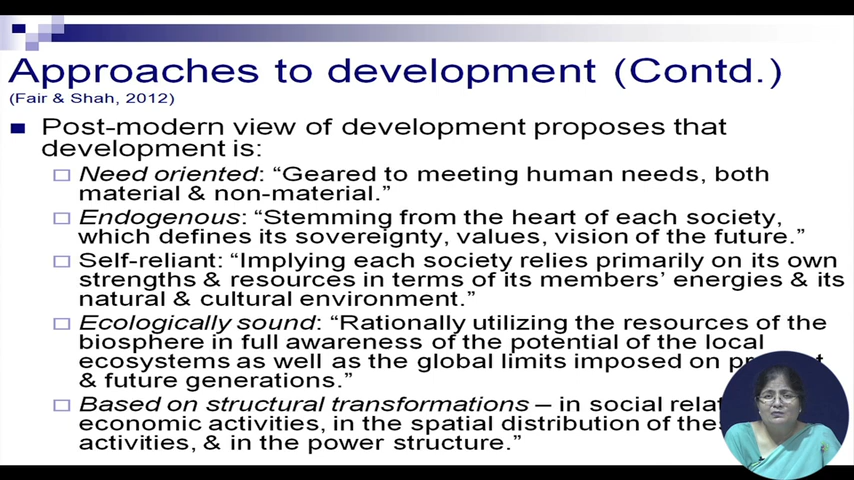 Approaches to development (Contd.)
(Fair & Shah, 2012)
Post-modern view of development proposes that
development is:
Need oriented: “Geared to meeting human needs, both
material & non-material.”
Endogenous: “Stemming from the heart of each society,
which defines its sovereignty, values, vision of the future.”
Self-reliant: “Implying each society relies primarily on its own
strengths & resources in terms of its members’ energies & its
natural & cultural environment.”
Ecologically sound: “Rationally utilizing the resources of the
biosphere in full awareness of the potential of the local
ecosystems as well as the global limits imposed on
& future generations.”
Based on structural transformations – in social
economic activities, in the spatial distribution of
activities, & in the power structure.”